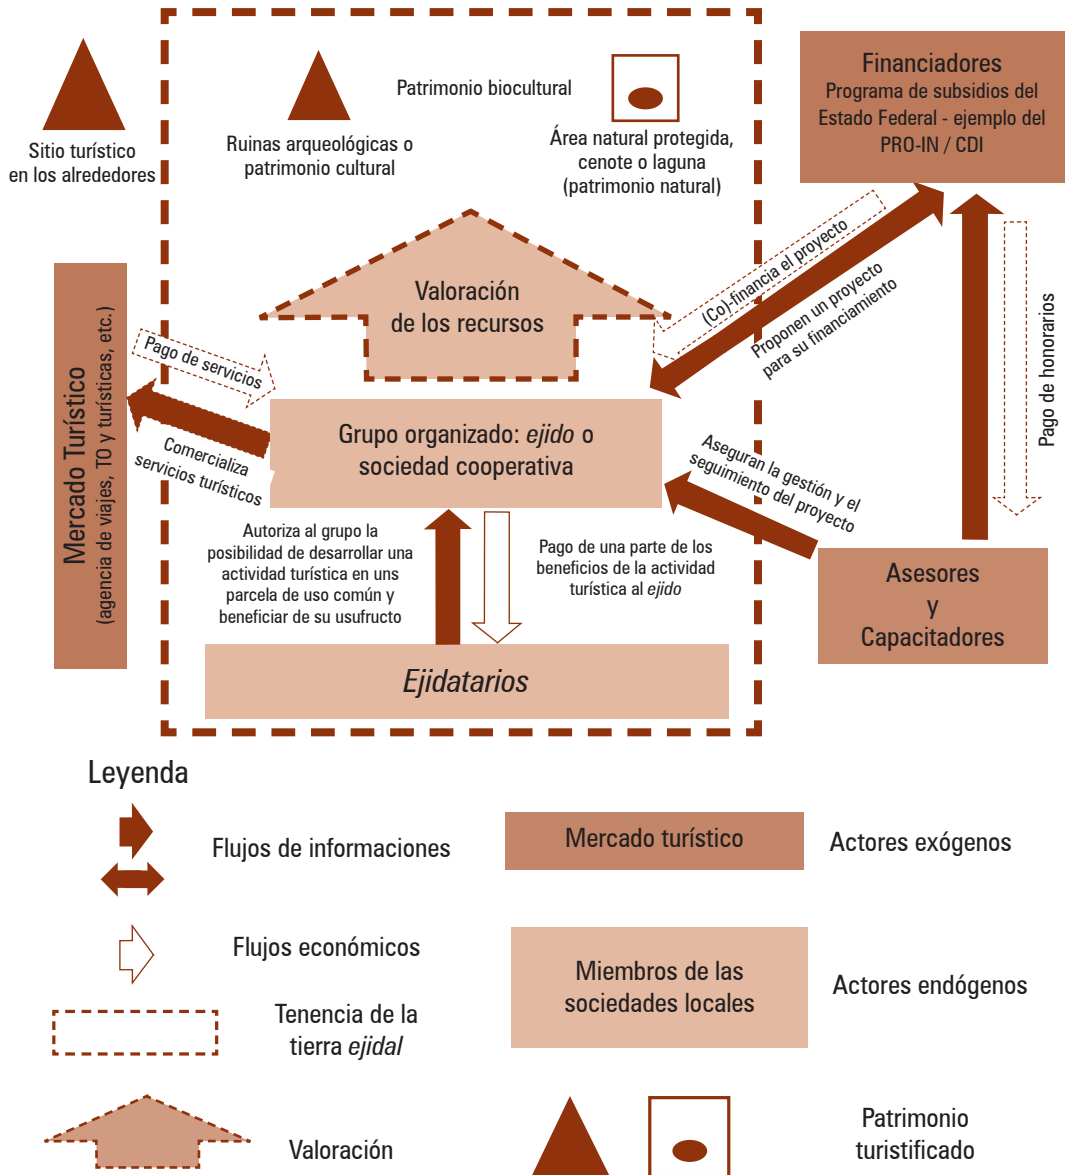 Sitio turístico
en los alrededores
Ruinas arqueológicas o
patrimonio cultural
Patrimonio biocultural
Área natural protegida,
cenote o laguna
(patrimonio natural)
Financiadores
Programa de subsidios del
Estado Federal - ejemplo del
PRO-IN / CDI
Valoración
de los recursos
(Co)-financia el proyecto
Proponen un proyecto
para su financiamiento
Pago de honorarios
Mercado Turístico
(agencia de viajes, TO y turísticas, etc.)
Pago de servicios
Comercializa
servicios turísticos
Grupo organizado: ejido o
sociedad cooperativa
Aseguran la gestión y el
seguimiento del proyecto
Autoriza al grupo la
posibilidad de desarrollar una
actividad turística en uns
parcela de uso común y
beneficiar de su usufructo
Pago de una parte de los
beneficios de la actividad
turística al ejido
Asesores
y
Capacitadores
Ejidatarios
Leyenda
Flujos de informaciones
Mercado turístico
Actores exógenos
Flujos económicos
Miembros de las
sociedades locales
Actores endógenos
Tenencia de la
tierra ejidal
Valoración
Patrimonio
turistificado